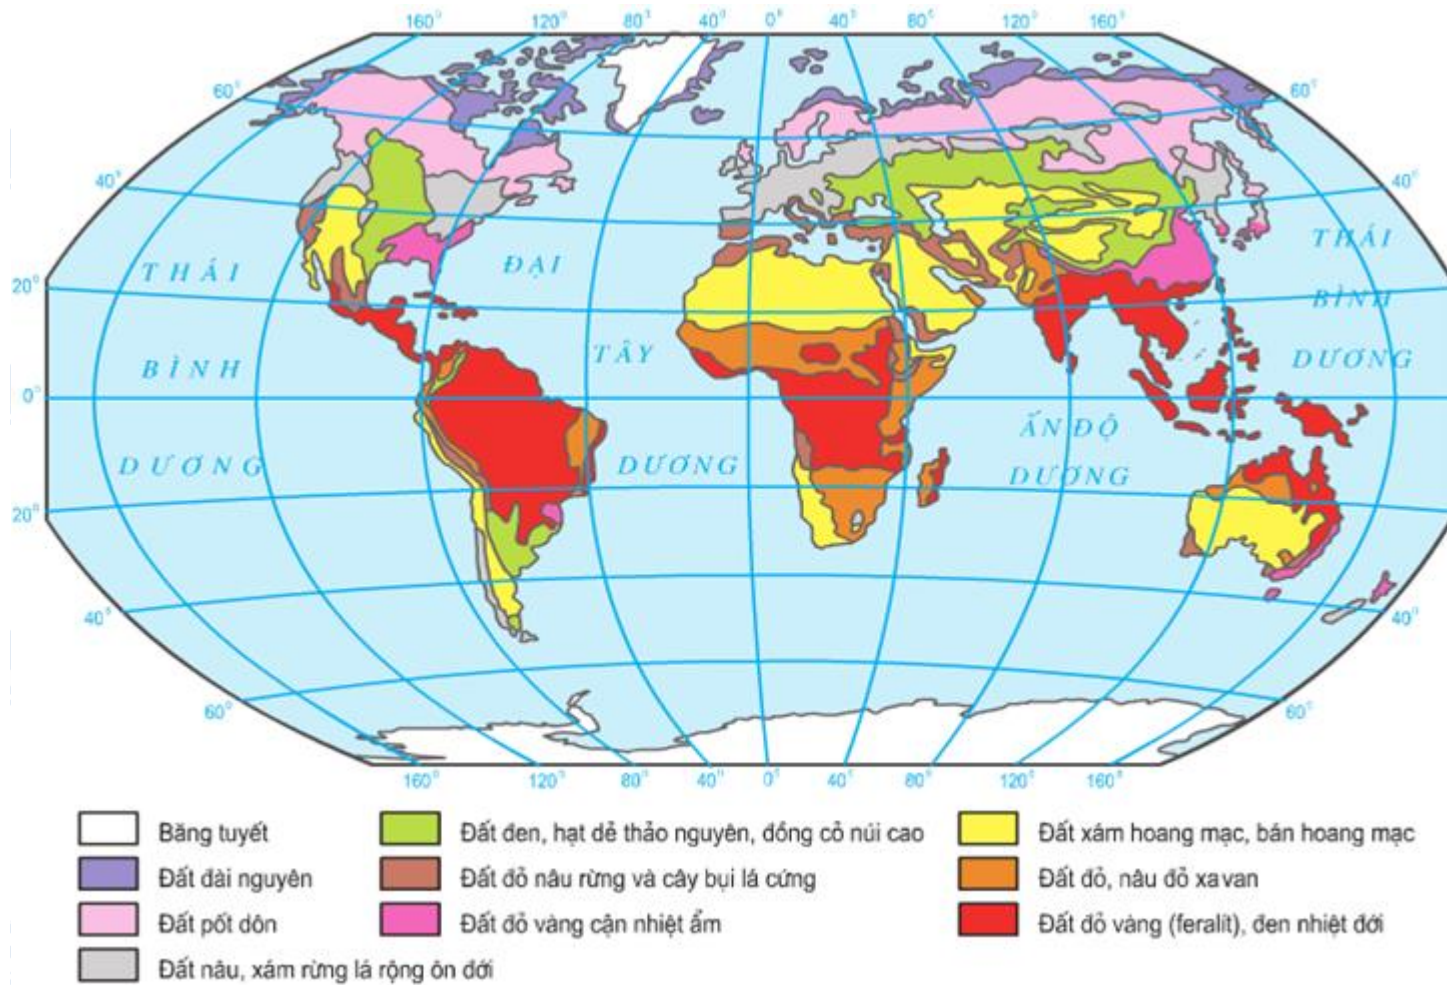 160° 120° 80° 40° 0° 40° 80° 120° 160°
60° 60°
40° 40°
THÁI ĐẠI THÁI
20° 20°
BÌNH
BÌNH TÂY DƯƠNG
0° 0°
ẤN ĐỘ
DƯƠNG DƯƠNG DƯƠNG
20° 20°
40° 40°
60° 60°
160° 120° 80° 40° 0° 40° 80° 120° 160°
Băng tuyết
Đất đài nguyên
Đất pốt dôn
Đất nâu, xám rừng lá rộng ôn đới
Đất đen, hạt dẻ thảo nguyên, đồng cỏ núi cao
Đất đỏ nâu rừng và cây bụi lá cứng
Đất đỏ vàng cận nhiệt ẩm
Đất xám hoang mạc, bán hoang mạc
Đất đỏ, nâu đỏ xavan
Đất đỏ vàng (feralít), đen nhiệt đới